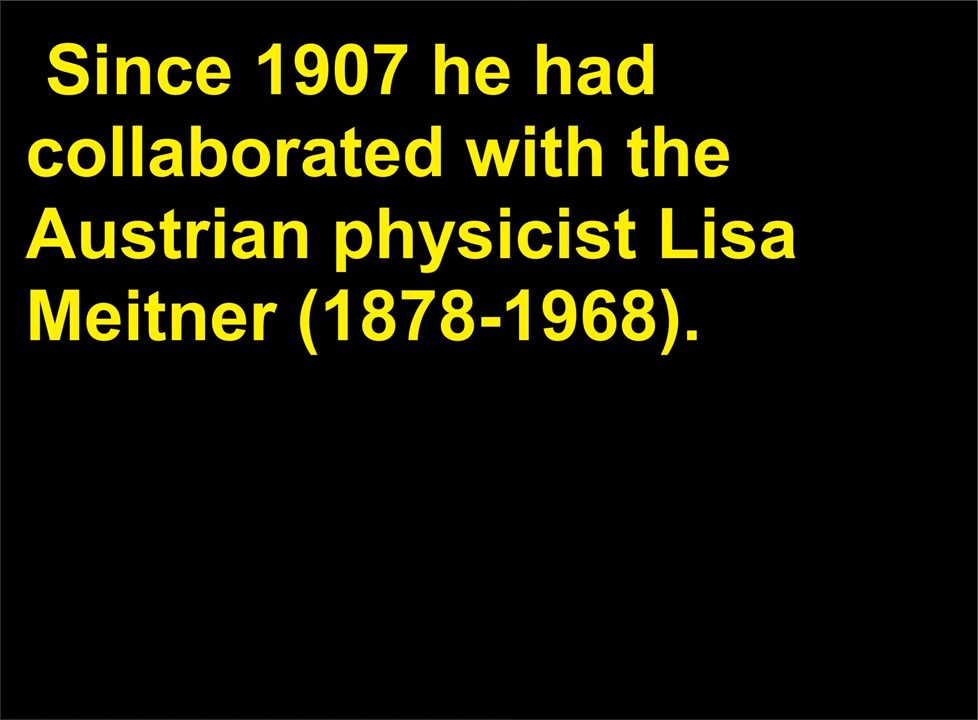 Since 1907 he had
collaborated with the
Austrian physicist Lisa
Meitner (1878-1968).